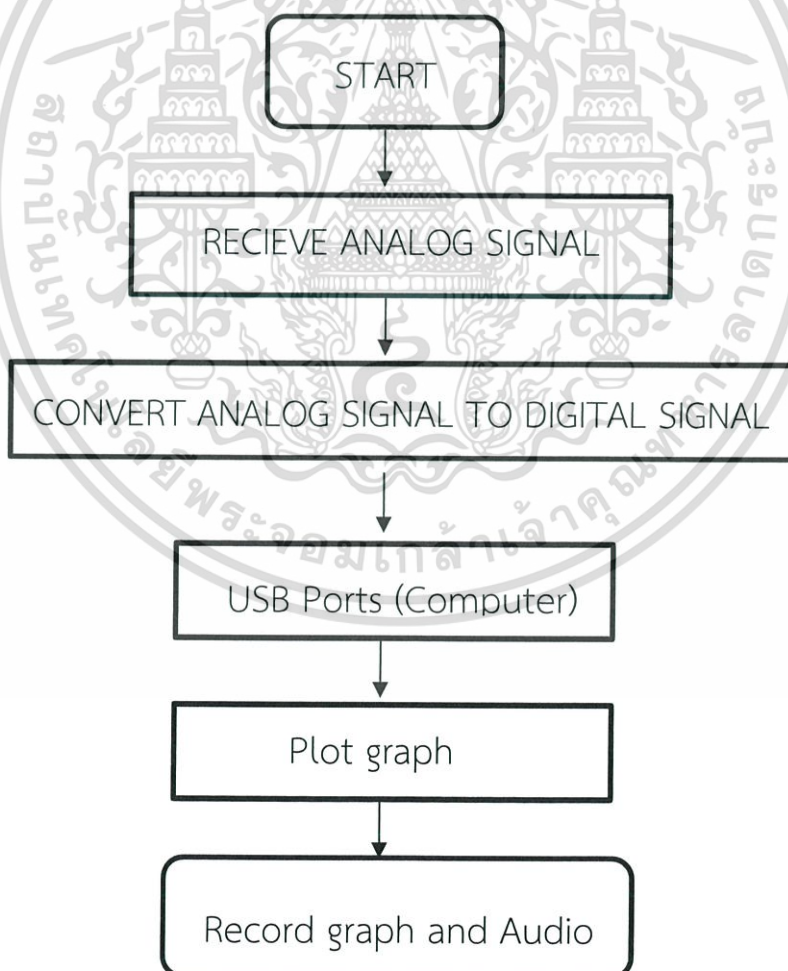 START
RECIEVE ANALOG SIGNAL
CONVERT ANALOG SIGNAL TO DIGITAL SIGNAL
USB Ports (Computer)
Plot graph
Record graph and Audio